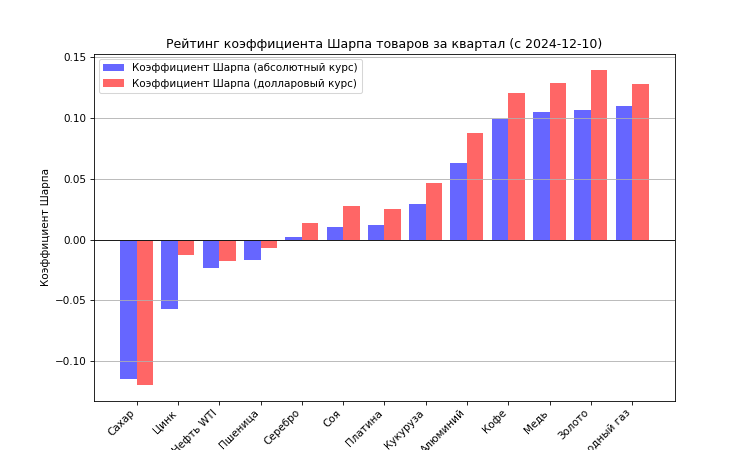 Рейтинг коэффициента Шарпа товаров за квартал (с 2024-12-10)
Коэффициент Шарпа (абсолютный курс)
Коэффициент Шарпа (долларовый курс)
Коэффициент Шарпа
0.15
0.10
0.05
0.00
−0.05
−0.10
Сахар
Цинк
Нефть WTI
Пшеница
Серебро
Соя
Платина
Кукуруза
Алюминий
Кофе
Медь
Золото
газ